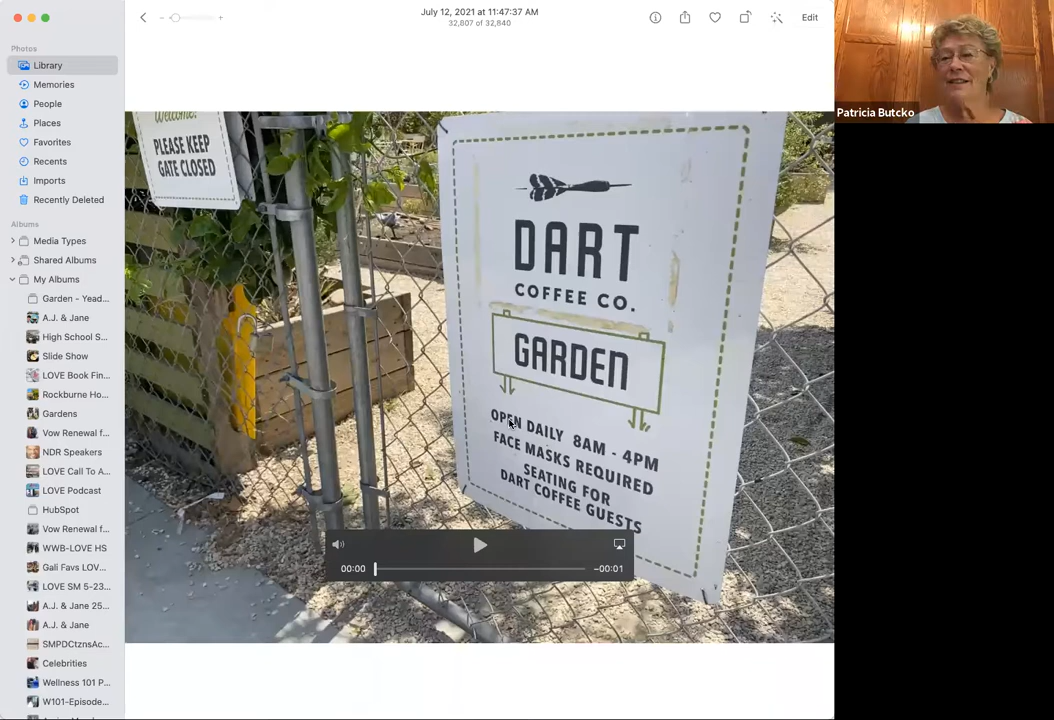 July 12, 2021 at 11:47:37 AM
32,807 of 32,840
Edit
Photos
Library
Memories
People
Places
Favorites
Recents
Imports
Recently Deleted
Albums
Media Types
Shared Albums
My Albums
Garden - Yead...
A.J. & Jane
High School S...
Slide Show
LOVE Book Fin...
Rockburne Ho...
Gardens
Vow Renewal f...
NDR Speakers
LOVE Call To A...
LOVE Podcast
HubSpot
Vow Renewal f...
WWB-LOVE HS
Gali Favs LOV...
LOVE SM 5-23...
A.J. & Jane 25...
A.J. & Jane
SMPDCtznsAc...
Celebrities
Wellness 101 P...
W101-Episode...
Welcome!
PLEASE KEEP
GATE CLOSED
DART
COFFEE CO.
GARDEN
OPEN DAILY 8AM - 4PM
FACE MASKS REQUIRED
SEATING FOR
DART COFFEE GUESTS
00:00
-00:01
Patricia Butcko